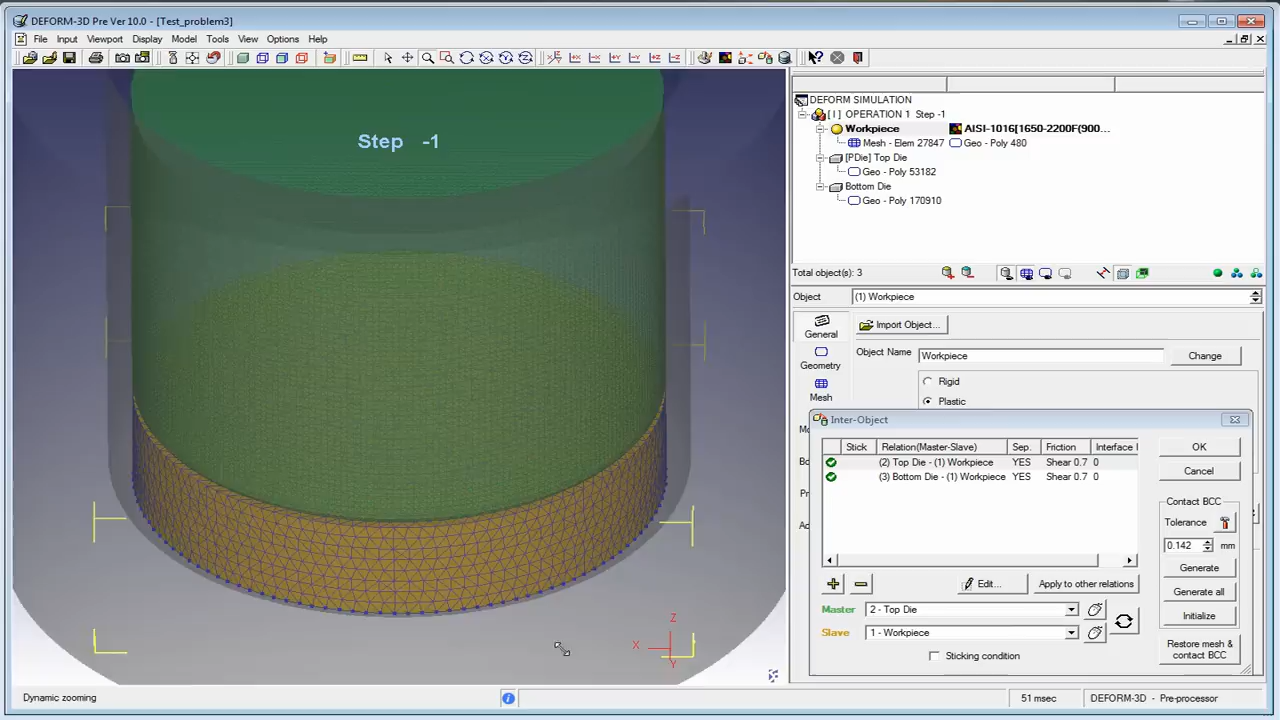 DEFORM-3D Pre Ver 10.0 - [Test_problem3]
File Input Viewport Display Model Tools View Options Help
Step -1
X
Z
Y
DEFORM SIMULATION
[ I ] OPERATION 1 Step -1
Workpiece AISI-1016[1650-2200F(900...
Mesh - Elem 27847 Geo - Poly 480
[PDie] Top Die
Geo - Poly 53182
Bottom Die
Geo - Poly 170910
Total object(s): 3
Object (1) Workpiece
General
Import Object...
Object Name Workpiece Change
Geometry
Rigid
Mesh
Plastic
Inter-Object
Stick Relation(Master-Slave) Sep. Friction Interface
(2) Top Die - (1) Workpiece YES Shear 0.7 0
(3) Bottom Die - (1) Workpiece YES Shear 0.7 0
OK
Cancel
Contact BCC
Tolerance
0.142 mm
Generate
Generate all
Initialize
Restore mesh &
contact BCC
Edit... Apply to other relations
Master 2 - Top Die
Slave 1 - Workpiece
Sticking condition
Dynamic zooming
51 msec
DEFORM-3D - Pre-processor